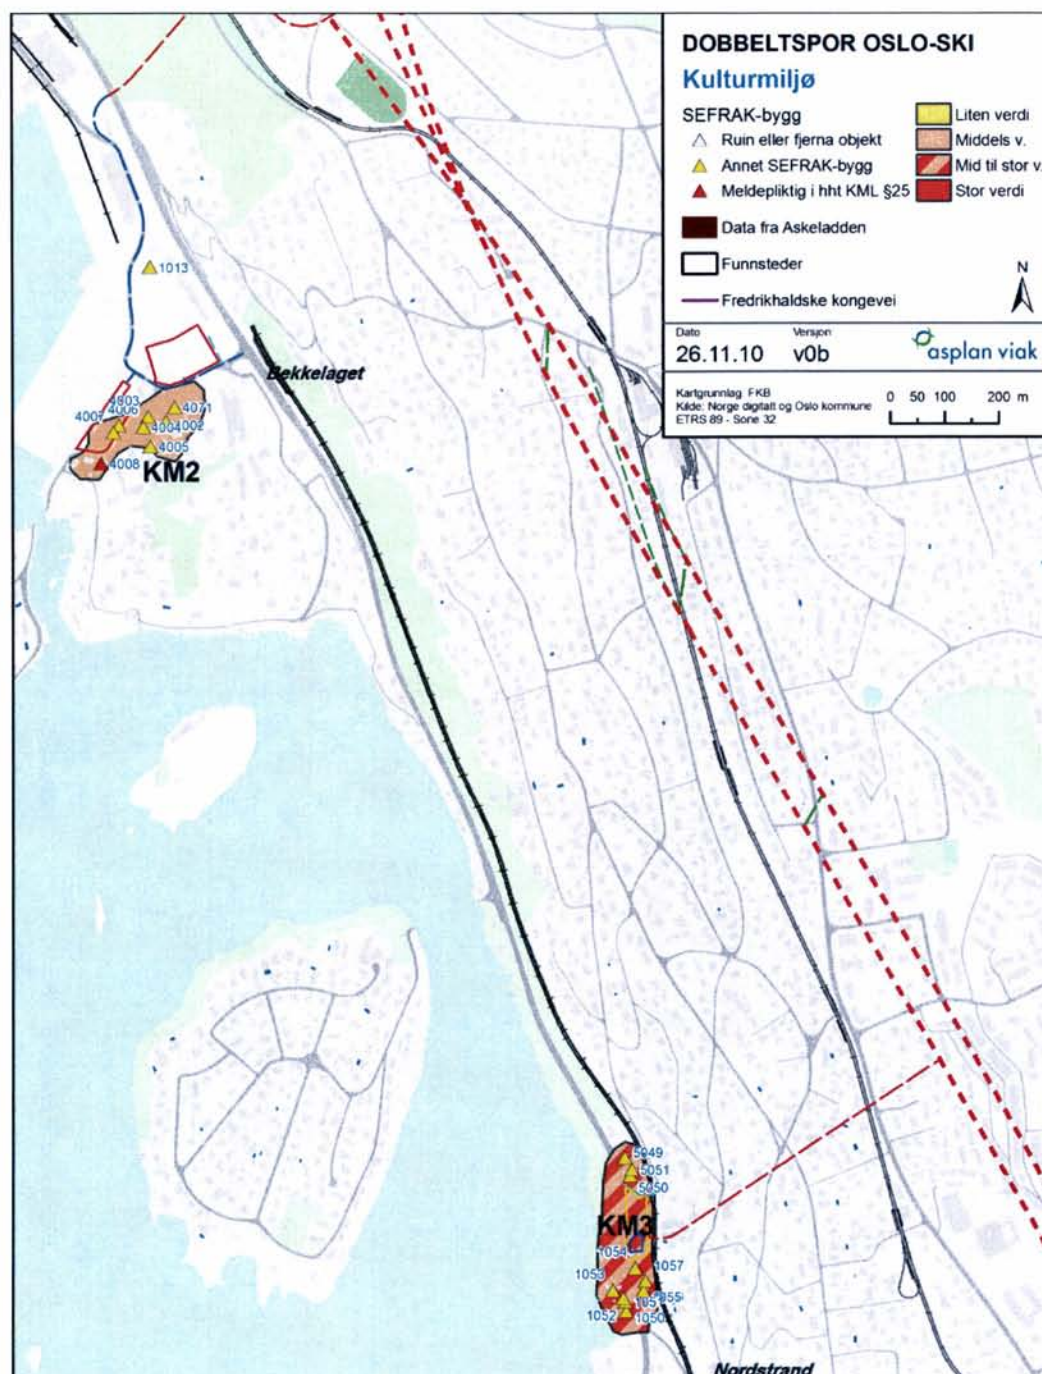 DOBBELTSPOR OSLO-SKI
Kulturmiljø
SEFRAK-bygg
Ruin eller fjerna objekt
Annet SEFRAK-bygg
Meldepliktig i hht KML §25
Liten verdi
Middels v.
Mid til stor v.
Stor verdi
Data fra Askeladden
Funnsteder
Fredrikhaldske kongevei
N
Dato
26.11.10
Versjon
v0b
asplan viak
Kartgrunnlag FKB
Kilde: Norge digitalt og Oslo kommune
ETRS 89 - Sone 32
0 50 100 200 m
1013
Bekkelaget
4071
4006
4007
4002
4005
4008
KM2
5049
5051
5050
KM3
1054
1057
1053
1052
1050
Nordstrand